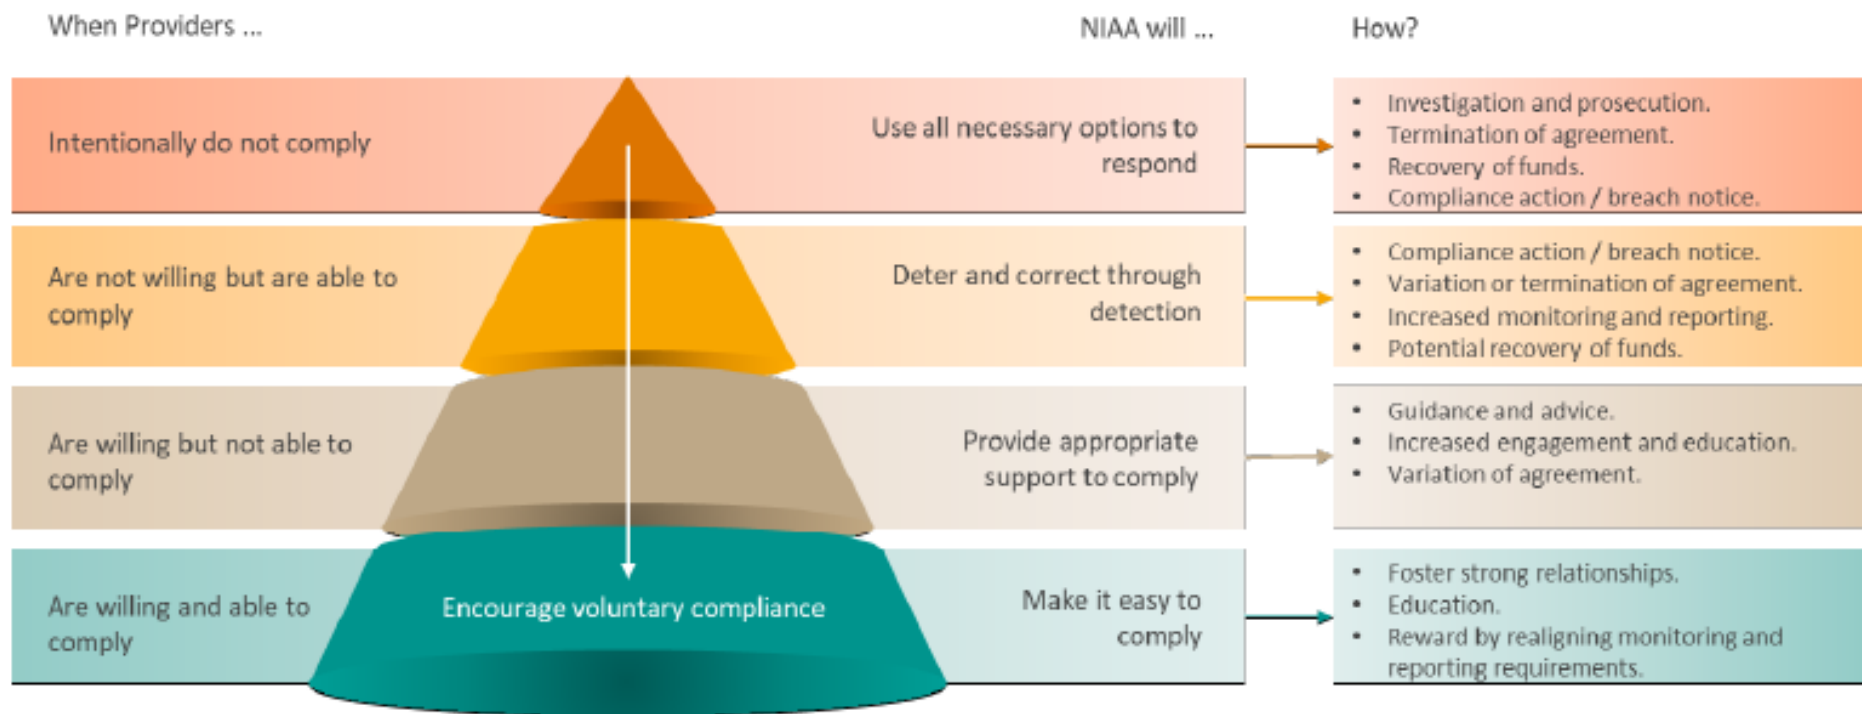 When Providers ...
NIAA will ...
How?
Intentionally do not comply
Use all necessary options to
respond
• Investigation and prosecution.
• Termination of agreement.
• Recovery of funds.
• Compliance action / breach notice.
Are not willing but are able to
comply
Deter and correct through
detection
• Compliance action / breach notice.
• Variation or termination of agreement.
• Increased monitoring and reporting.
• Potential recovery of funds.
Are willing but not able to
comply
Provide appropriate
support to comply
• Guidance and advice.
• Increased engagement and education.
• Variation of agreement.
Are willing and able to
comply
Encourage voluntary compliance
Make it easy to
comply
• Foster strong relationships.
• Education.
• Reward by realigning monitoring and
reporting requirements.